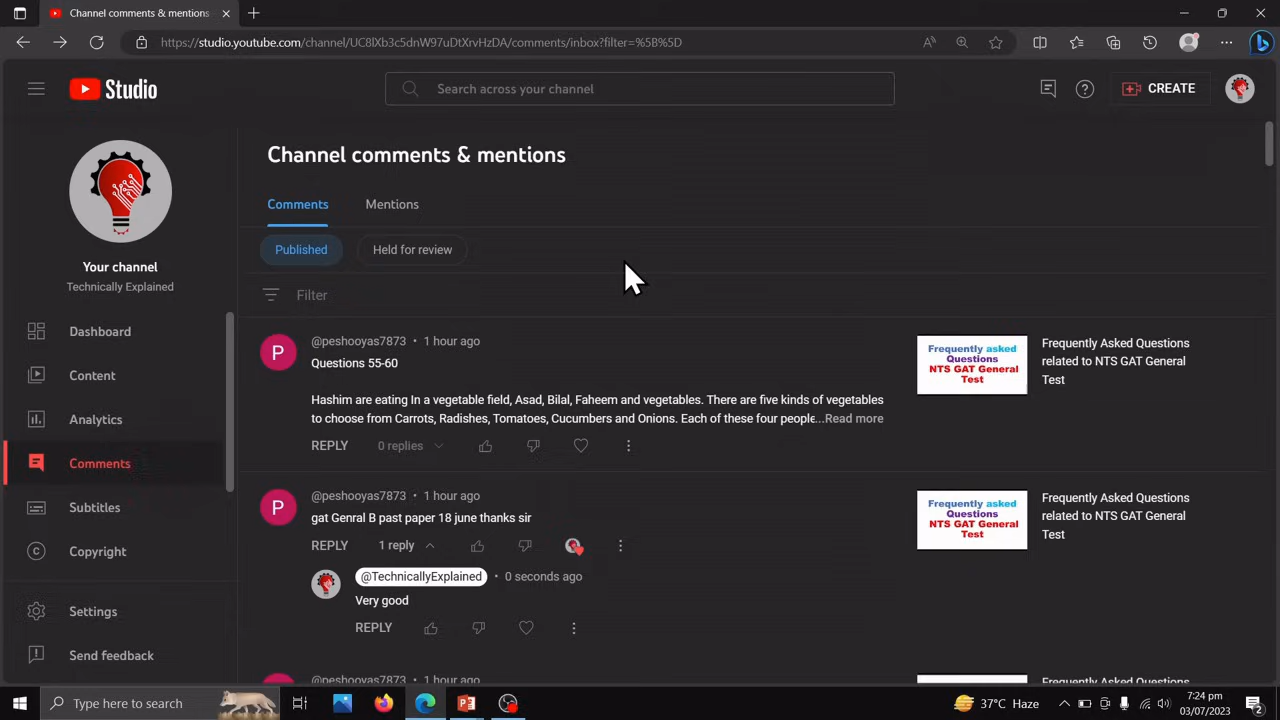 Channel comments & mentions
https://studio.youtube.com/channel/UC8lXb3c5dnW97uDtXrvHzDA/comments/inbox?filter=%5B%5D
Studio
Search across your channel
CREATE
Your channel
Technically Explained
Dashboard
Content
Analytics
Comments
Subtitles
Copyright
Settings
Send feedback
Channel comments & mentions
Comments Mentions
Published Held for review
Filter
@peshooyas7873 • 1 hour ago
Questions 55-60
Hashim are eating In a vegetable field, Asad, Bilal, Faheem and vegetables. There are five kinds of vegetables
to choose from Carrots, Radishes, Tomatoes, Cucumbers and Onions. Each of these four people...Read more
REPLY 0 replies
Frequently asked
Questions
NTS GAT General
Test
Frequently Asked Questions
related to NTS GAT General
Test
@peshooyas7873 • 1 hour ago
gat Genral B past paper 18 june thanks sir
REPLY 1 reply
Frequently asked
Questions
NTS GAT General
Test
Frequently Asked Questions
related to NTS GAT General
Test
@TechnicallyExplained • 0 seconds ago
Very good
REPLY
@peshooyas7873 • 1 hour ago
Frequently Asked Questions
Type here to search
37°C Haze
7:24 pm
03/07/2023
2